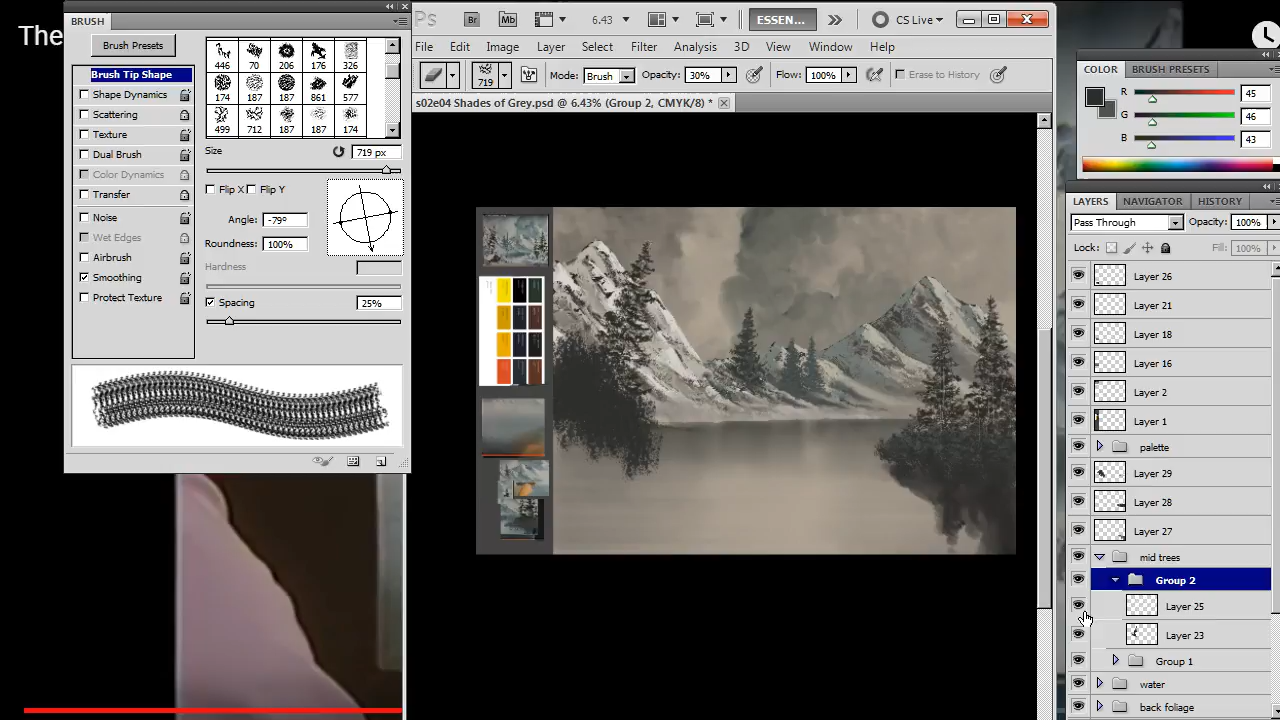 The
BRUSH
Brush Presets
Brush Tip Shape
Shape Dynamics
Scattering
Texture
Dual Brush
Color Dynamics
Transfer
Noise
Wet Edges
Airbrush
Smoothing
Protect Texture
446 70 206 176 326
174 187 187 861 577
499 712 187 187 174
Size 719 px
Flip X Flip Y
Angle: -79º
Roundness: 100%
Hardness
Spacing 25%
Ps Br Mb 6.43 ESSEN... CS Live
File Edit Image Layer Select Filter Analysis 3D View Window Help
719 Mode: Brush Opacity: 30% Flow: 100% Erase to History
s02e04 Shades of Grey.psd @ 6.43% (Group 2, CMYK/8) *
COLOR BRUSH PRESETS
R 45
G 46
B 43
LAYERS NAVIGATOR HISTORY
Pass Through Opacity: 100%
Lock: Fill: 100%
Layer 26
Layer 21
Layer 18
Layer 16
Layer 2
Layer 1
palette
Layer 29
Layer 28
Layer 27
mid trees
Group 2
Layer 25
Layer 23
Group 1
water
back foliage